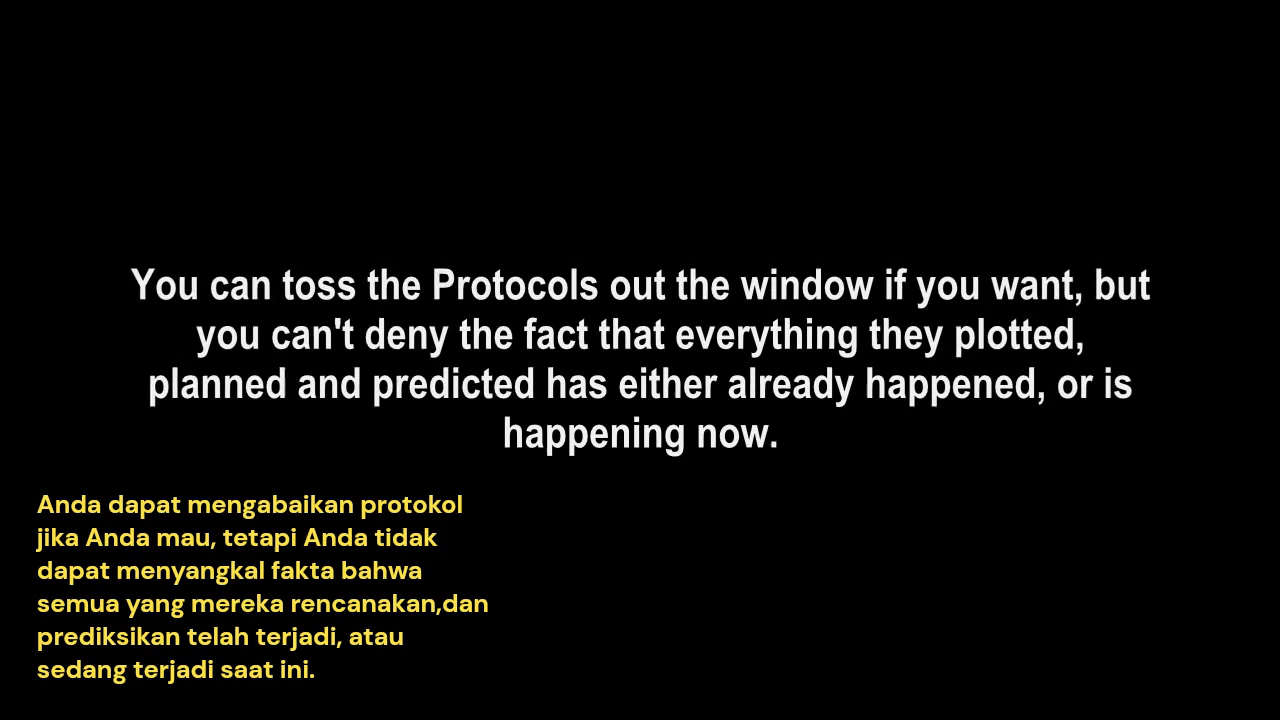 You can toss the Protocols out the window if you want, but
you can't deny the fact that everything they plotted,
planned and predicted has either already happened, or is
happening now.
Anda dapat mengabaikan protokol
jika Anda mau, tetapi Anda tidak
dapat menyangkal fakta bahwa
semua yang mereka rencanakan,dan
prediksikan telah terjadi, atau
sedang terjadi saat ini.